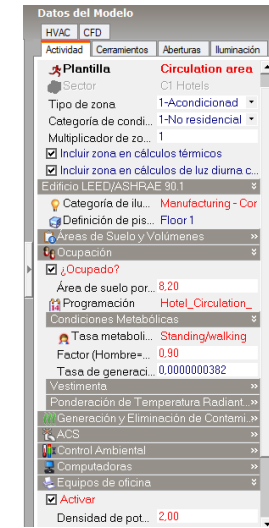 Datos del Modelo
HVAC CFD
Actividad Cerramientos Aberturas Iluminación
Plantilla Circulation area
Sector C1 Hotels
Tipo de zona 1-Acondicionad
Categoría de condi... 1-No residencial
Multiplicador de zo... 1
Incluir zona en cálculos térmicos
Incluir zona en cálculos de luz diurna c...
Edificio LEED/ASHRAE 90.1
Categoría de ilu... Manufacturing - Cor
Definición de pis... Floor 1
Áreas de Suelo y Volúmenes
Ocupación
¿Ocupado?
Área de suelo por... 8,20
Programación Hotel_Circulation_
Condiciones Metabólicas
Tasa metaboli... Standing/walking
Factor (Hombre=... 0,90
Tasa de generaci... 0,0000000382
Vestimenta
Ponderación de Temperatura Radiant...
Generación y Eliminación de Contami...
ACS
Control Ambiental
Computadoras
Equipos de oficina
Activar
Densidad de pot... 2,00